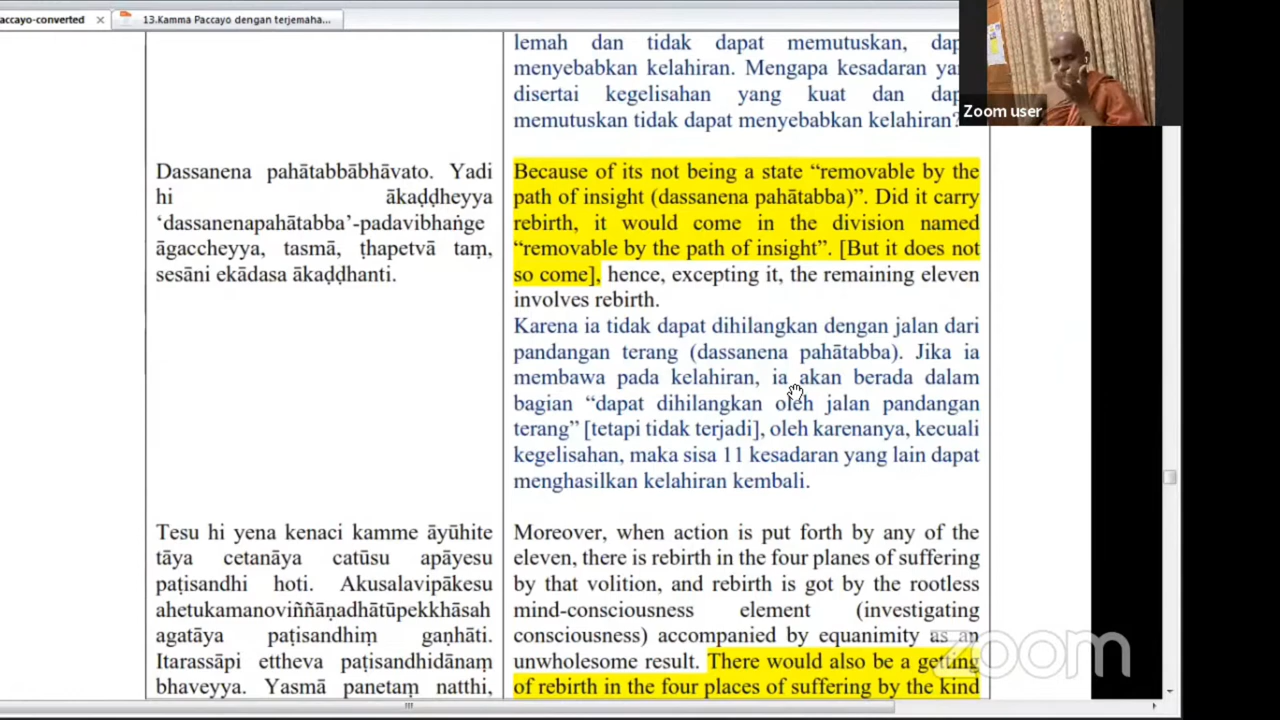 accayo-converted
13.Kamma Paccayo dengan terjemaha...
lemah dan tidak dapat memutuskan,
menyebabkan kelahiran. Mengapa kesadaran
disertai kegelisahan yang kuat dan
memutuskan tidak dapat menyebabkan kelahiran?
Zoom user
Dassanena pahātabbābhāvato. Yadi
hi ākaḍḍheyya
‘dassanenapahātabba’-padavibhaṅge
āgaccheyya, tasmā, ṭhapetvā taṃ,
sesāni ekādasa ākaḍḍhanti.
Because of its not being a state “removable by the
path of insight (dassanena pahātabba)”. Did it carry
rebirth, it would come in the division named
“removable by the path of insight”. [But it does not
so come], hence, excepting it, the remaining eleven
involves rebirth.
Karena ia tidak dapat dihilangkan dengan jalan dari
pandangan terang (dassanena pahātabba). Jika ia
membawa pada kelahiran, ia akan berada dalam
bagian “dapat dihilangkan oleh jalan pandangan
terang” [tetapi tidak terjadi], oleh karenanya, kecuali
kegelisahan, maka sisa 11 kesadaran yang lain dapat
menghasilkan kelahiran kembali.
Tesu hi yena kenaci kamme āyūhite
tāya cetanāya catūsu apāyesu
paṭisandhi hoti. Akusalavipākesu
ahetukamanoviññāṇadhātūpekkhāsah
agatāya paṭisandhiṃ gaṇhāti.
Itarassāpi ettheva paṭisandhidānaṃ
bhaveyya. Yasmā panetaṃ natthi,
Moreover, when action is put forth by any of the
eleven, there is rebirth in the four planes of suffering
by that volition, and rebirth is got by the rootless
mind-consciousness element (investigating
consciousness) accompanied by equanimity as an
unwholesome result. There would also be a getting
of rebirth in the four places of suffering by the kind
zoom